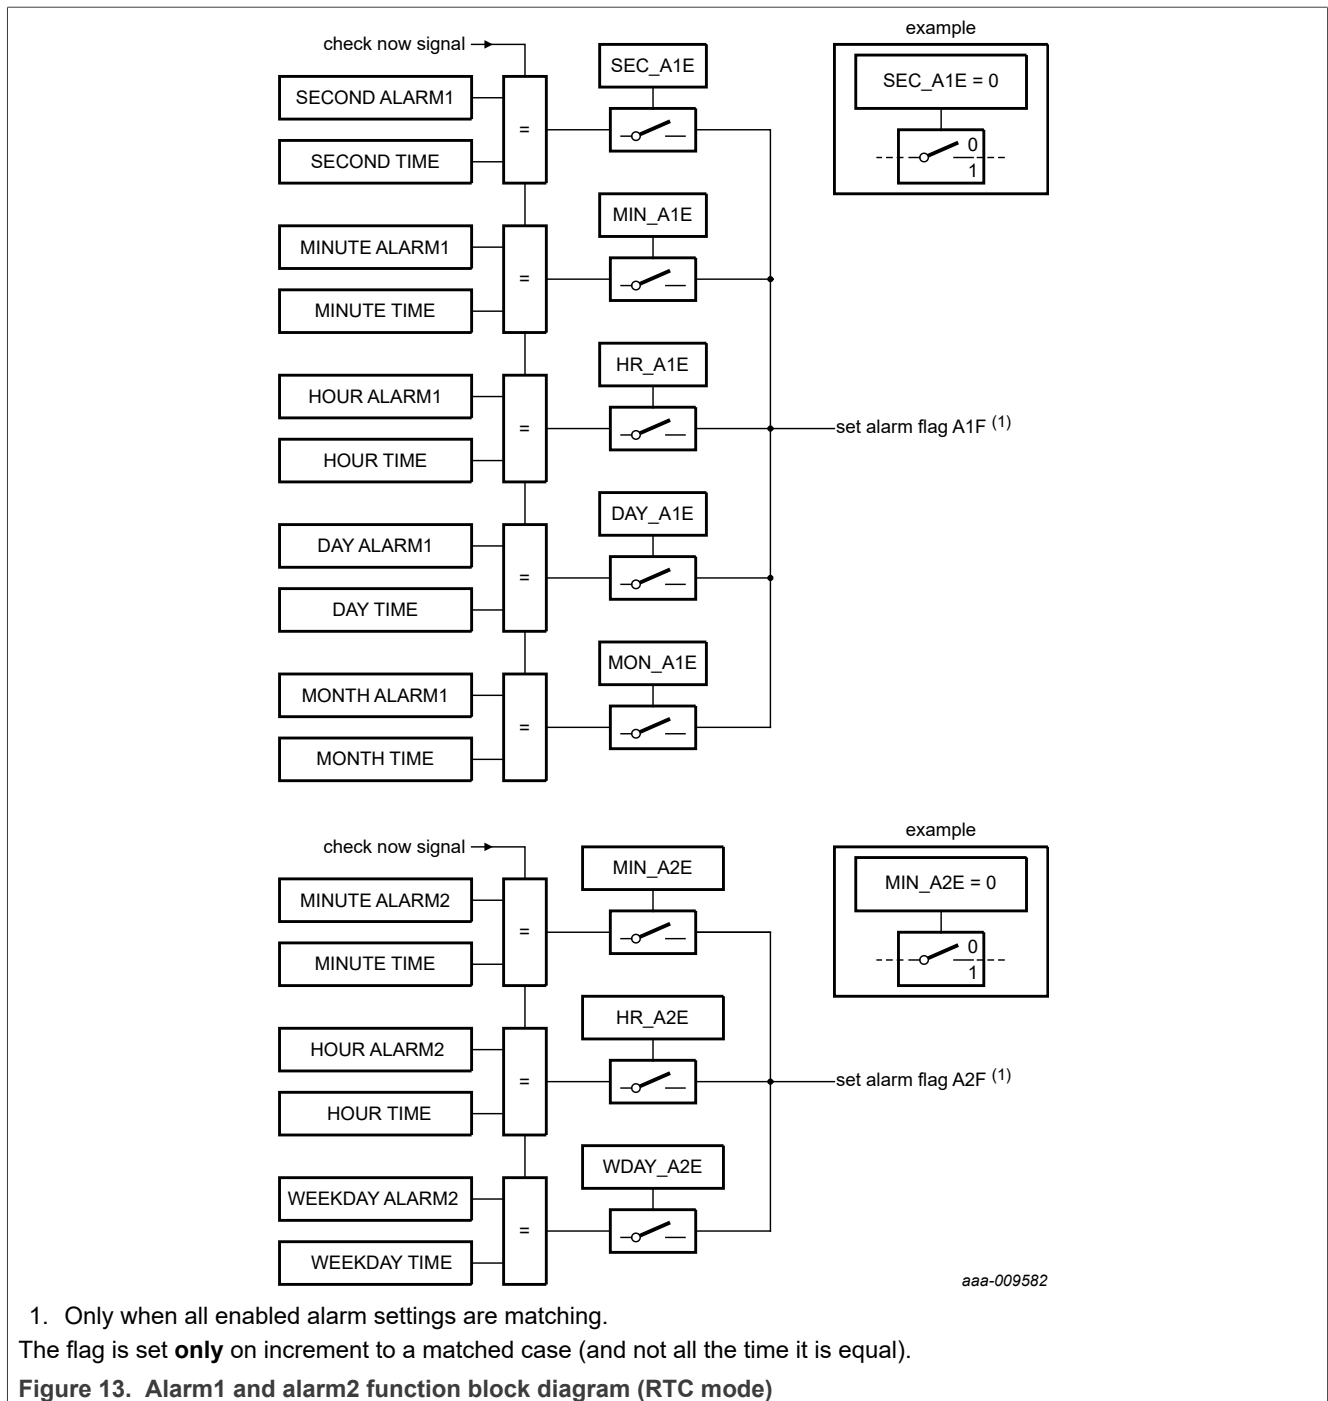 example
check now signal
SEC_A1E
SEC_A1E = 0
SECOND ALARM1
=
0
1
SECOND TIME
MIN_A1E
MINUTE ALARM1
=
MINUTE TIME
HR_A1E
HOUR ALARM1
=
set alarm flag A1F (1)
HOUR TIME
DAY_A1E
DAY ALARM1
=
DAY TIME
MON_A1E
MONTH ALARM1
=
MONTH TIME
example
check now signal
MIN_A2E
MIN_A2E = 0
MINUTE ALARM2
=
0
1
MINUTE TIME
HR_A2E
HOUR ALARM2
=
set alarm flag A2F (1)
HOUR TIME
WDAY_A2E
WEEKDAY ALARM2
=
WEEKDAY TIME
aaa-009582
1. Only when all enabled alarm settings are matching.
The flag is set only on increment to a matched case (and not all the time it is equal).
Figure 13. Alarm1 and alarm2 function block diagram (RTC mode)